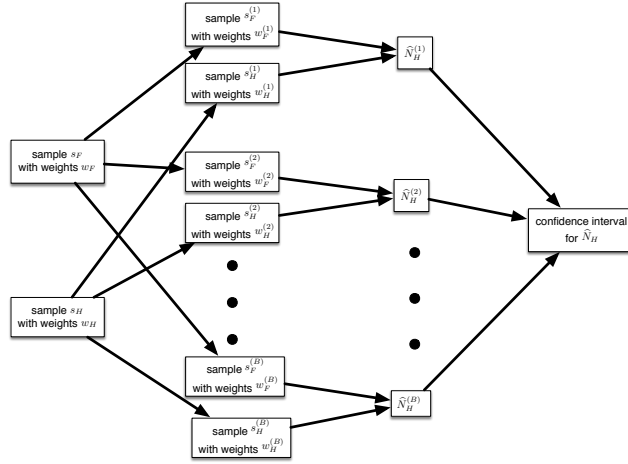 sample $s_F^{(1)}$
with weights $w_F^{(1)}$
sample $s_H^{(1)}$
with weights $w_H^{(1)}$
$\widehat{N}_H^{(1)}$
sample $s_F$
with weights $w_F$
sample $s_F^{(2)}$
with weights $w_F^{(2)}$
sample $s_H^{(2)}$
with weights $w_H^{(2)}$
$\widehat{N}_H^{(2)}$
confidence interval
for $\widehat{N}_H$
sample $s_H$
with weights $w_H$
sample $s_F^{(B)}$
with weights $w_F^{(B)}$
sample $s_H^{(B)}$
with weights $w_H^{(B)}$
$\widehat{N}_H^{(B)}$